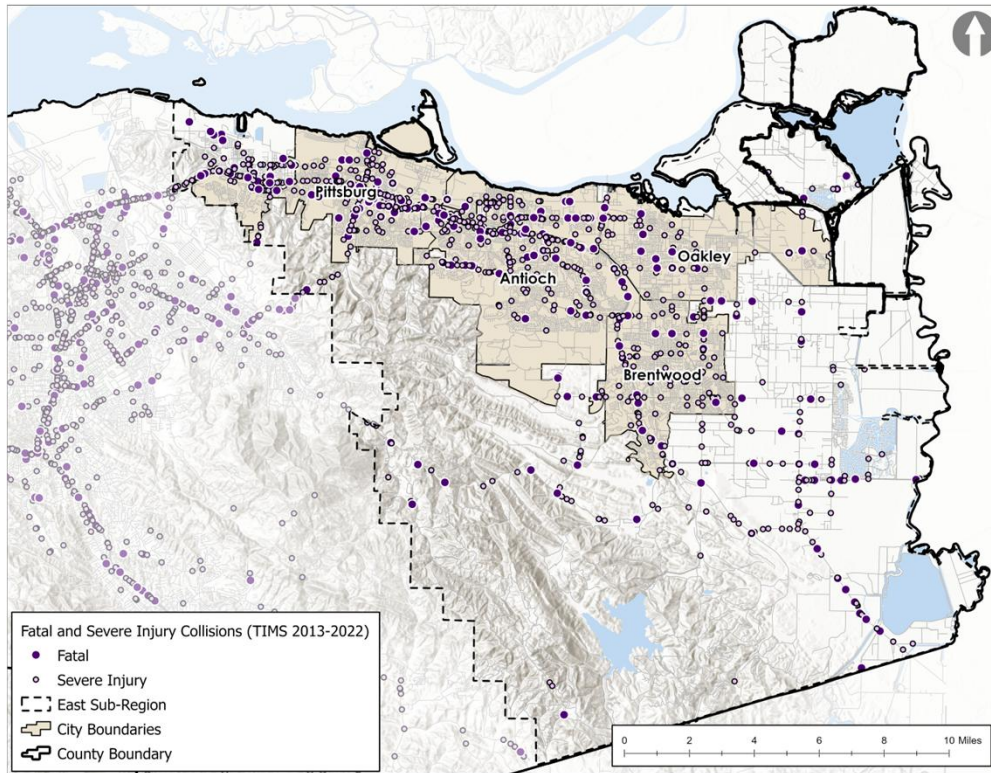 Pittsburg
Oakley
Antioch
Brentwood
Fatal and Severe Injury Collisions (TIMS 2013-2022)
Fatal
Severe Injury
East Sub-Region
City Boundaries
County Boundary
0 2 4 6 8 10 Miles